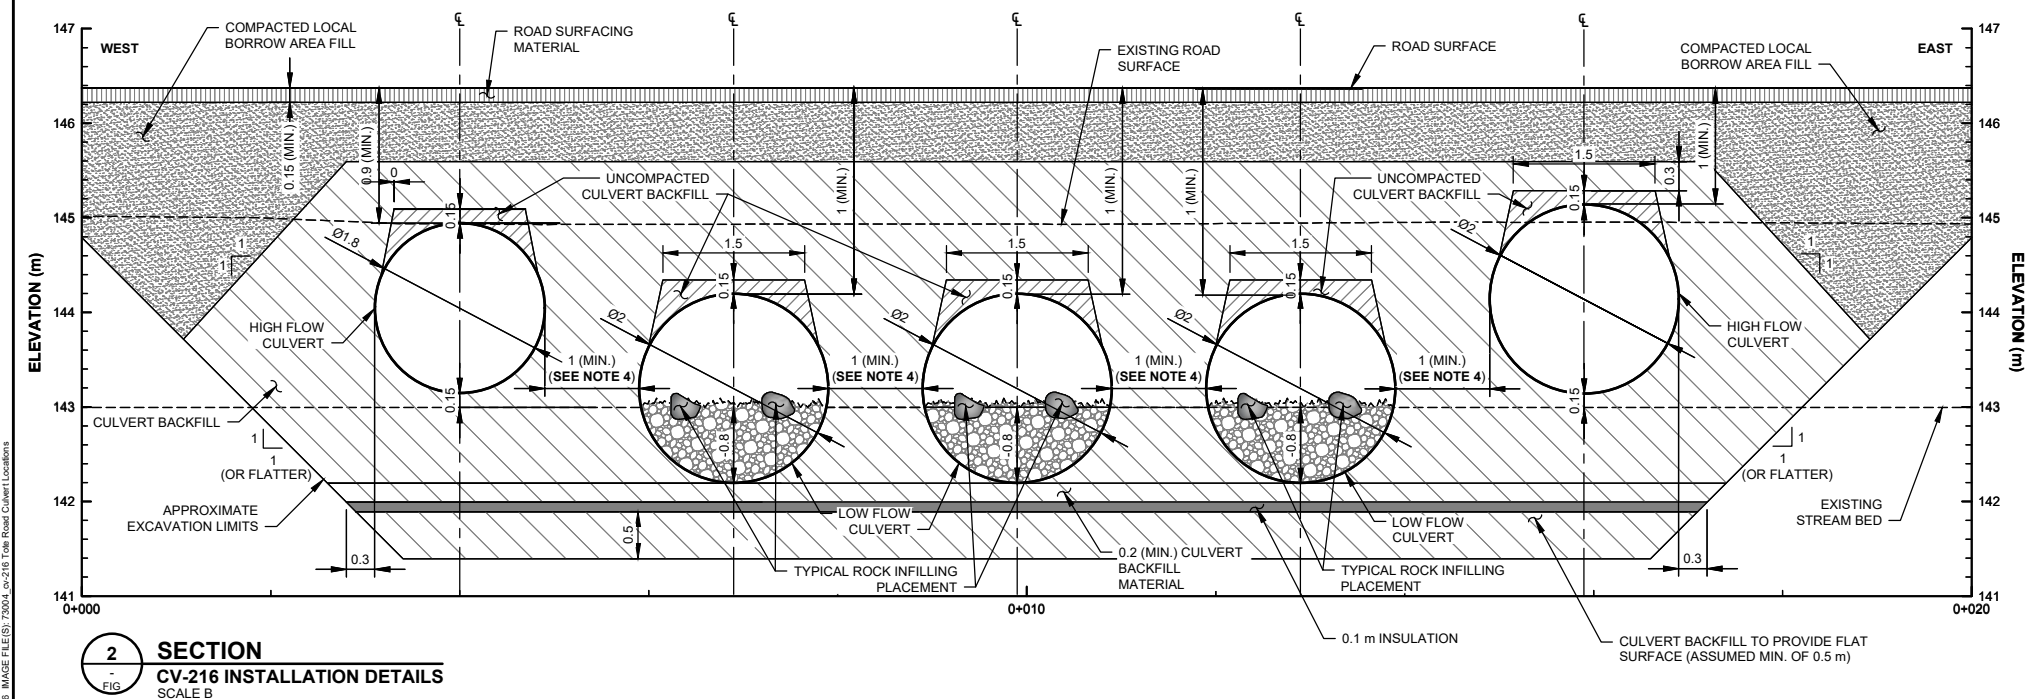 147
WEST
COMPACTED LOCAL
BORROW AREA FILL
ROAD SURFACING
MATERIAL
EXISTING ROAD
SURFACE
ROAD SURFACE
COMPACTED LOCAL
BORROW AREA FILL
EAST
147
146
146
0.15 (MIN.)
0.9 (MIN.)
0
UNCOMPACTED
CULVERT BACKFILL
1 (MIN.)
1 (MIN.)
1 (MIN.)
UNCOMPACTED
CULVERT BACKFILL
1.5
0.3
1 (MIN.)
145
0.15
0.15
145
1
1
Ø1.8
1.5
1.5
1.5
Ø2
1
1
ELEVATION (m)
144
0.15
0.15
0.15
144
ELEVATION (m)
HIGH FLOW
CULVERT
Ø2
Ø2
Ø2
HIGH FLOW
CULVERT
1 (MIN.)
(SEE NOTE 4)
1 (MIN.)
(SEE NOTE 4)
1 (MIN.)
(SEE NOTE 4)
1 (MIN.)
(SEE NOTE 4)
143
0.15
0.15
143
CULVERT BACKFILL
1
1
(OR FLATTER)
~0.8
~0.8
~0.8
1
1
(OR FLATTER)
142
142
APPROXIMATE
EXCAVATION LIMITS
0.5
LOW FLOW
CULVERT
LOW FLOW
CULVERT
EXISTING
STREAM BED
0.3
TYPICAL ROCK INFILLING
PLACEMENT
0.2 (MIN.) CULVERT
BACKFILL
MATERIAL
TYPICAL ROCK INFILLING
PLACEMENT
0.3
141
141
0+000
0+010
0+020
0.1 m INSULATION
CULVERT BACKFILL TO PROVIDE FLAT
SURFACE (ASSUMED MIN. OF 0.5 m)
2
-
FIG
SECTION
CV-216 INSTALLATION DETAILS
SCALE B
IMAGE FILE(S): 73004_cv-216 Tote Road Culvert Locations